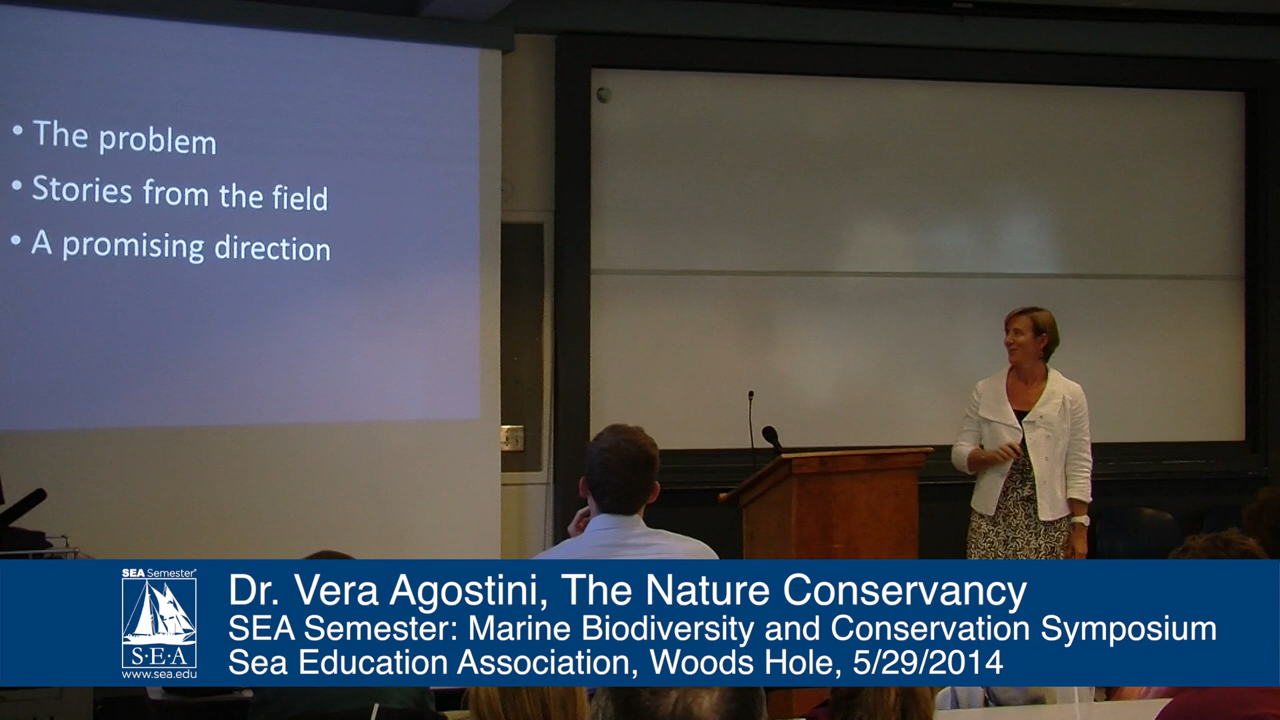 • The problem
• Stories from the field
• A promising direction
SEA Semester®
S·E·A
www.sea.edu
Dr. Vera Agostini, The Nature Conservancy
SEA Semester: Marine Biodiversity and Conservation Symposium
Sea Education Association, Woods Hole, 5/29/2014